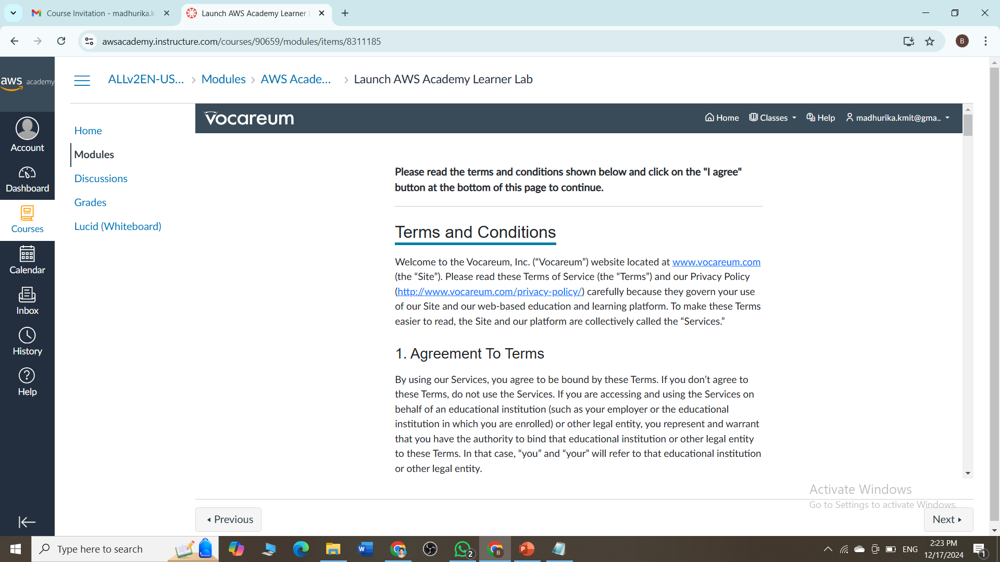 Course Invitation - madhurika.k
Launch AWS Academy Learner L
awsacademy.instructure.com/courses/90659/modules/items/8311185
B
aws academy
ALLv2EN-US... > Modules > AWS Acade... > Launch AWS Academy Learner Lab
Account
Dashboard
Courses
Calendar
Inbox
History
Help
Home
Modules
Discussions
Grades
Lucid (Whiteboard)
Vocareum
Home Classes Help madhurika.kmit@gma..
Please read the terms and conditions shown below and click on the "I agree"
button at the bottom of this page to continue.
Terms and Conditions
Welcome to the Vocareum, Inc. (“Vocareum”) website located at www.vocareum.com
(the “Site”). Please read these Terms of Service (the “Terms”) and our Privacy Policy
(http://www.vocareum.com/privacy-policy/) carefully because they govern your use
of our Site and our web-based education and learning platform. To make these Terms
easier to read, the Site and our platform are collectively called the “Services.”
1. Agreement To Terms
By using our Services, you agree to be bound by these Terms. If you don’t agree to
these Terms, do not use the Services. If you are accessing and using the Services on
behalf of an educational institution (such as your employer or the educational
institution in which you are enrolled) or other legal entity, you represent and warrant
that you have the authority to bind that educational institution or other legal entity
to these Terms. In that case, “you” and “your” will refer to that educational institution
or other legal entity.
Activate Windows
Go to Settings to activate Windows.
Previous
Next
Type here to search
2
B
ENG
2:23 PM
12/17/2024
1